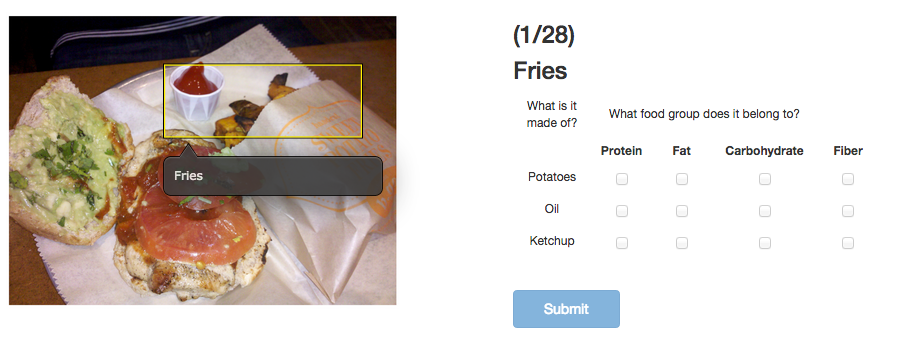 Fries
(1/28)
Fries
What is it
made of?
What food group does it belong to?
Protein Fat Carbohydrate Fiber
Potatoes
Oil
Ketchup
Submit